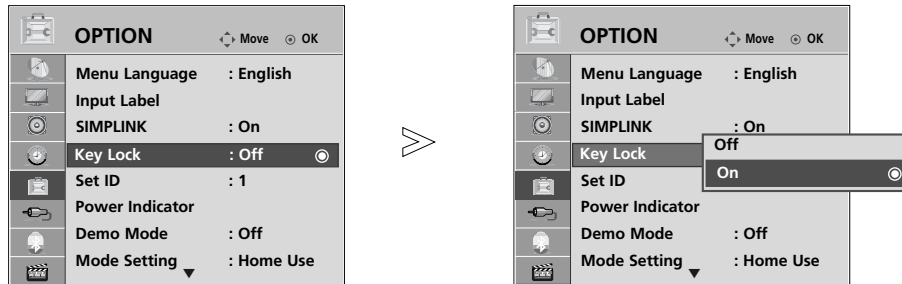 OPTION Move OK
Menu Language : English
Input Label
SIMPLINK : On
Key Lock : Off
Set ID : 1
Power Indicator
Demo Mode : Off
Mode Setting : Home Use
OPTION Move OK
Menu Language : English
Input Label
SIMPLINK : On
Key Lock
Off
On
Set ID
Power Indicator
Demo Mode : Off
Mode Setting : Home Use